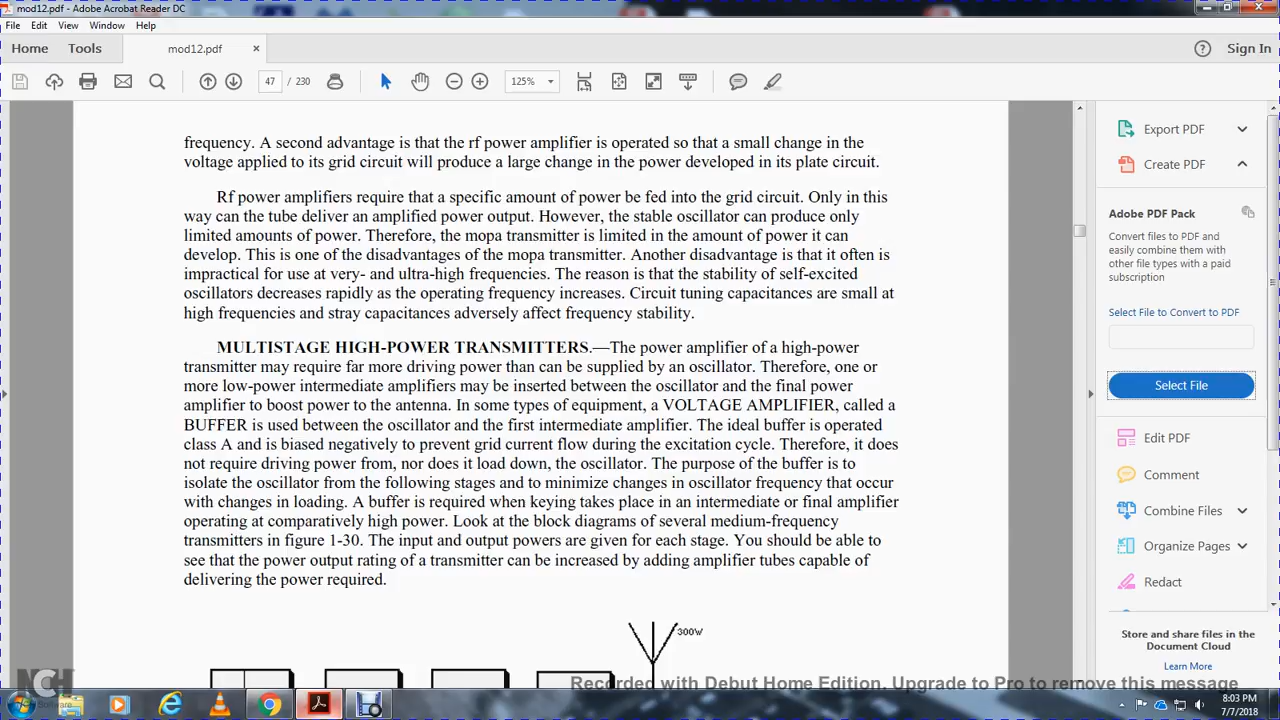 mod12.pdf - Adobe Acrobat Reader DC
File Edit View Window Help
Home Tools mod12.pdf × Sign In
47 / 230 125%
frequency. A second advantage is that the rf power amplifier is operated so that a small change in the
voltage applied to its grid circuit will produce a large change in the power developed in its plate circuit.
Rf power amplifiers require that a specific amount of power be fed into the grid circuit. Only in this
way can the tube deliver an amplified power output. However, the stable oscillator can produce only
limited amounts of power. Therefore, the mopa transmitter is limited in the amount of power it can
develop. This is one of the disadvantages of the mopa transmitter. Another disadvantage is that it often is
impractical for use at very- and ultra-high frequencies. The reason is that the stability of self-excited
oscillators decreases rapidly as the operating frequency increases. Circuit tuning capacitances are small at
high frequencies and stray capacitances adversely affect frequency stability.
MULTISTAGE HIGH-POWER TRANSMITTERS.—The power amplifier of a high-power
transmitter may require far more driving power than can be supplied by an oscillator. Therefore, one or
more low-power intermediate amplifiers may be inserted between the oscillator and the final power
amplifier to boost power to the antenna. In some types of equipment, a VOLTAGE AMPLIFIER, called a
BUFFER is used between the oscillator and the first intermediate amplifier. The ideal buffer is operated
class A and is biased negatively to prevent grid current flow during the excitation cycle. Therefore, it does
not require driving power from, nor does it load down, the oscillator. The purpose of the buffer is to
isolate the oscillator from the following stages and to minimize changes in oscillator frequency that occur
with changes in loading. A buffer is required when keying takes place in an intermediate or final amplifier
operating at comparatively high power. Look at the block diagrams of several medium-frequency
transmitters in figure 1-30. The input and output powers are given for each stage. You should be able to
see that the power output rating of a transmitter can be increased by adding amplifier tubes capable of
delivering the power required.
300W
Export PDF
Create PDF
Adobe PDF Pack
Convert files to PDF and
easily combine them with
other file types with a paid
subscription
Select File to Convert to PDF
Select File
Edit PDF
Comment
Combine Files
Organize Pages
Redact
Store and share files in the
Document Cloud
Learn More
NCH
Software
Recorded with Debut Home Edition. Upgrade to Pro to remove this message
8:03 PM
7/7/2018